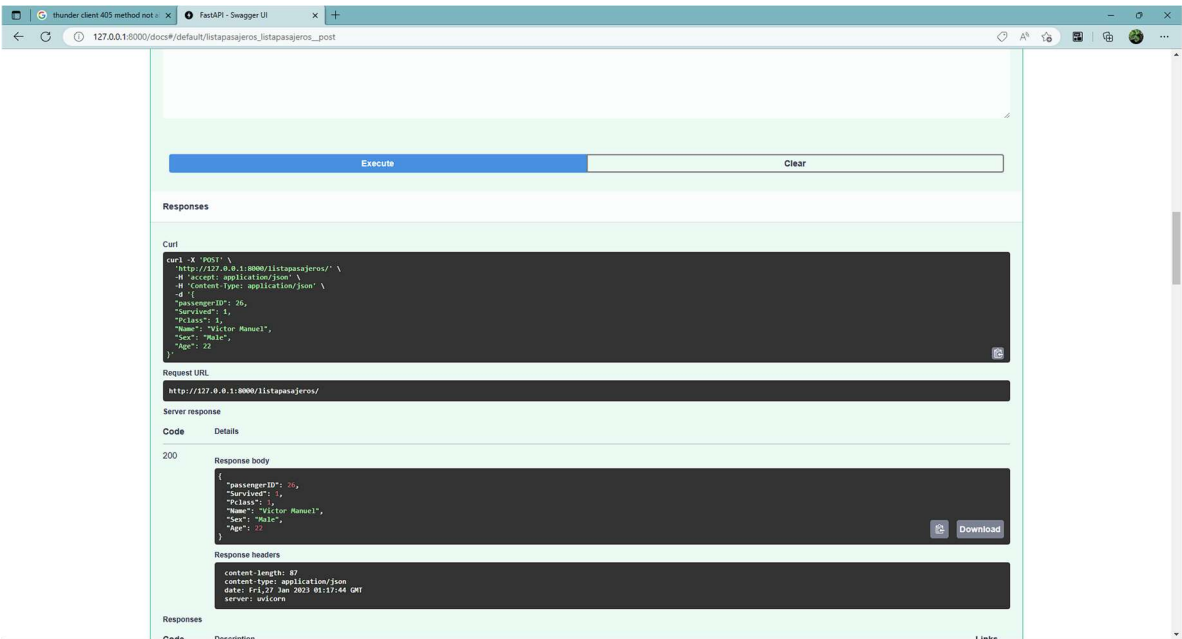 thunder client 405 method not a
FastAPI - Swagger UI
127.0.0.1:8000/docs#/default/listapasajeros_listapasajeros__post
Execute
Clear
Responses
Curl
curl -X 'POST' \
'http://127.0.0.1:8000/listapasajeros/' \
-H 'accept: application/json' \
-H 'Content-Type: application/json' \
-d '{
"passengerID": 26,
"Survived": 1,
"Pclass": 1,
"Name": "Victor Manuel",
"Sex": "Male",
"Age": 22
}'
Request URL
http://127.0.0.1:8000/listapasajeros/
Server response
Code Details
200
Response body
{
"passengerID": 26,
"Survived": 1,
"Pclass": 1,
"Name": "Victor Manuel",
"Sex": "Male",
"Age": 22
}
Download
Response headers
content-length: 87
content-type: application/json
date: Fri,27 Jan 2023 01:17:44 GMT
server: uvicorn
Responses
Code Description Links